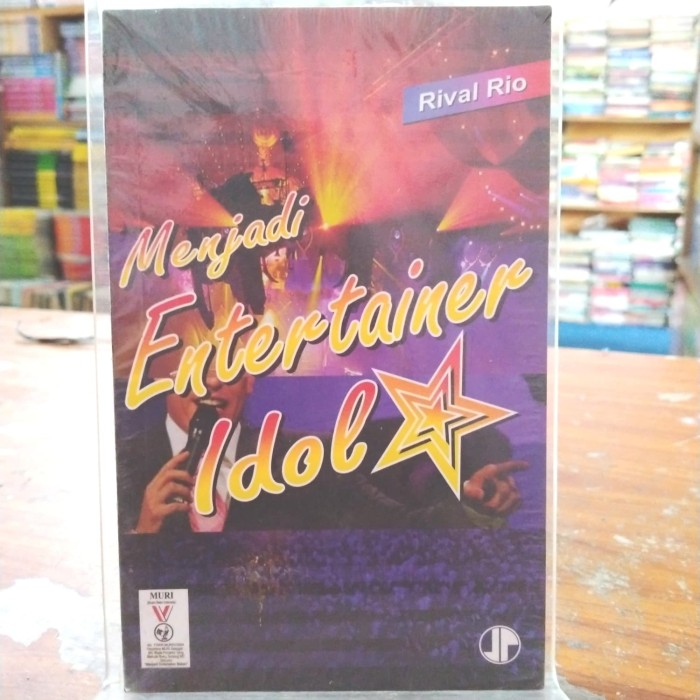 Rival Rio
Menjadi
Entertainer
Idol
MURI